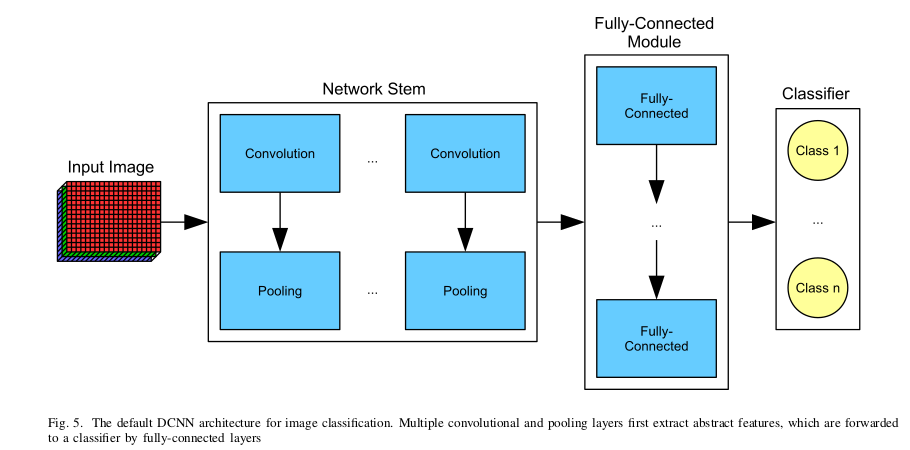 Fully-Connected
Module
Network Stem
Classifier
Input Image
Convolution
...
Convolution
Pooling
...
Pooling
Fully-
Connected
...
Fully-
Connected
Class 1
...
Class n
Fig. 5. The default DCNN architecture for image classification. Multiple convolutional and pooling layers first extract abstract features, which are forwarded
to a classifier by fully-connected layers